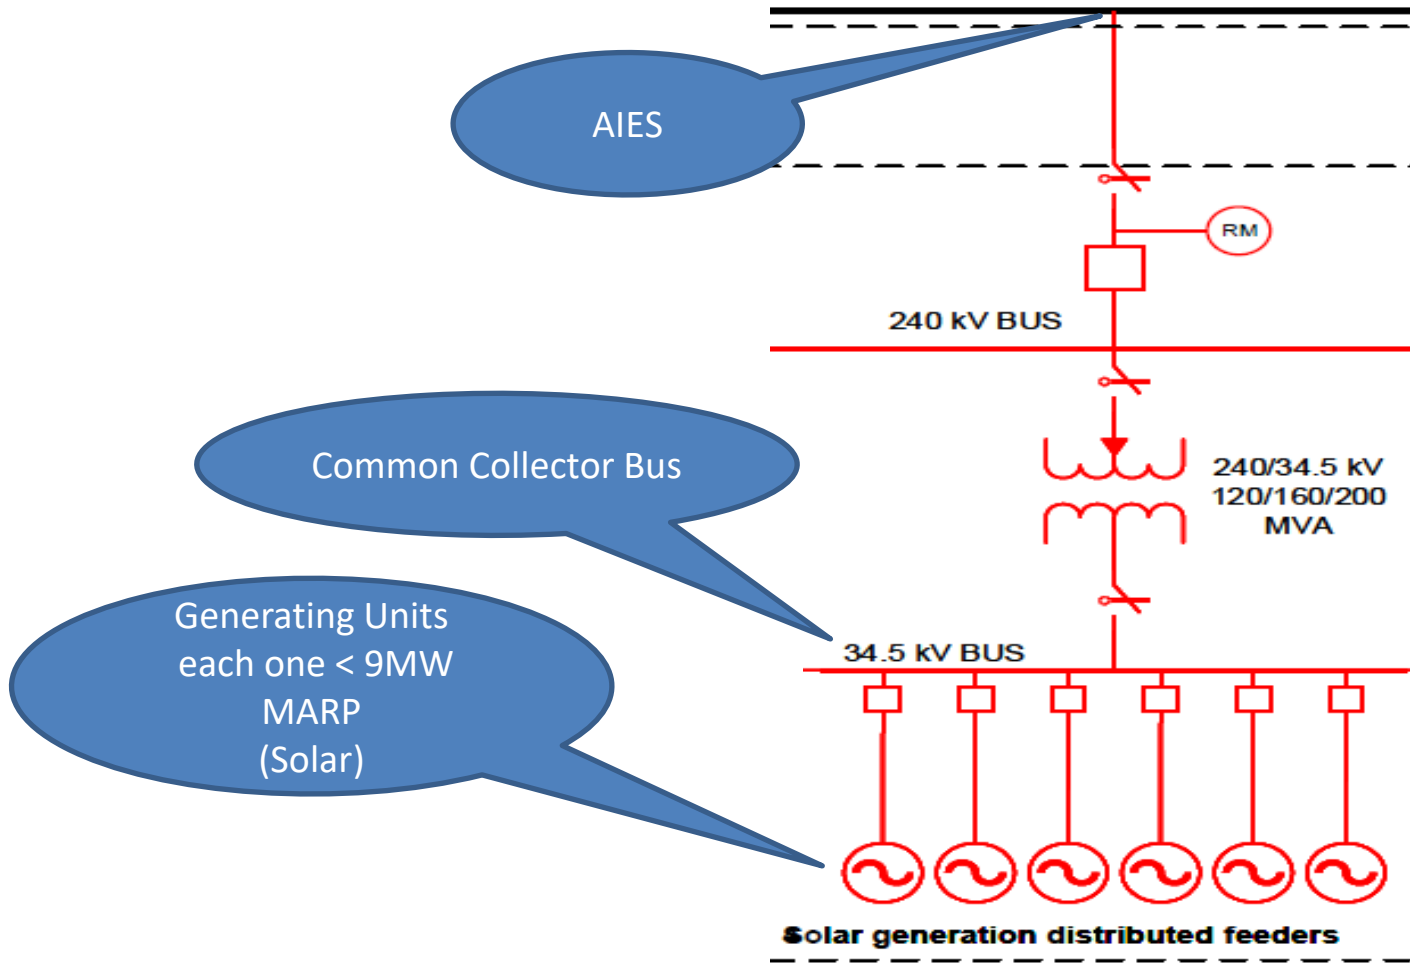 AIES
RM
240 kV BUS
Common Collector Bus
240/34.5 kV
120/160/200
MVA
Generating Units
each one < 9MW
MARP
(Solar)
34.5 kV BUS
Solar generation distributed feeders